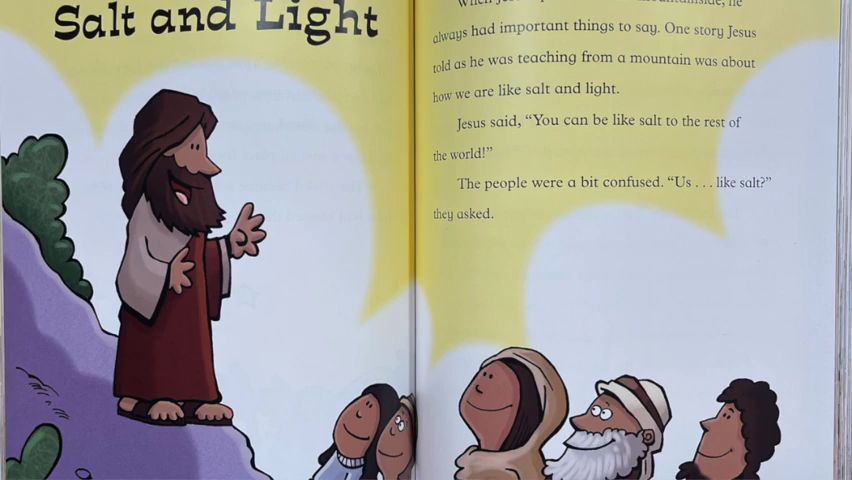 Salt and Light
always had important things to say. One story Jesus
told as he was teaching from a mountain was about
how we are like salt and light.
Jesus said, “You can be like salt to the rest of
the world!”
The people were a bit confused. “Us . . . like salt?”
they asked.